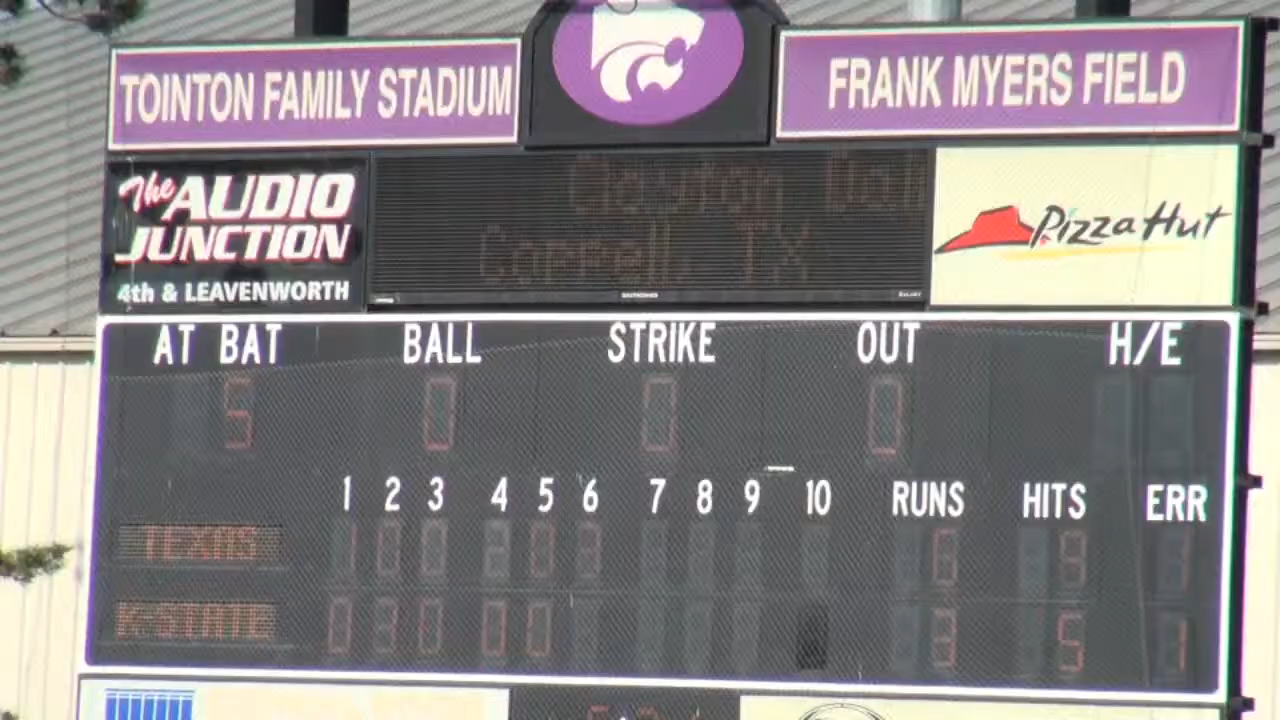 TOINTON FAMILY STADIUM
FRANK MYERS FIELD
The AUDIO JUNCTION
4th & LEAVENWORTH
TX
Pizza Hut
AT BAT BALL STRIKE OUT H/E
5 0 0 0
1 2 3 4 5 6 7 8 9 10 RUNS HITS ERR
TEXAS 1 0 0 2 0 3 6 9
K-STATE 0 3 0 0 0 3 5 1